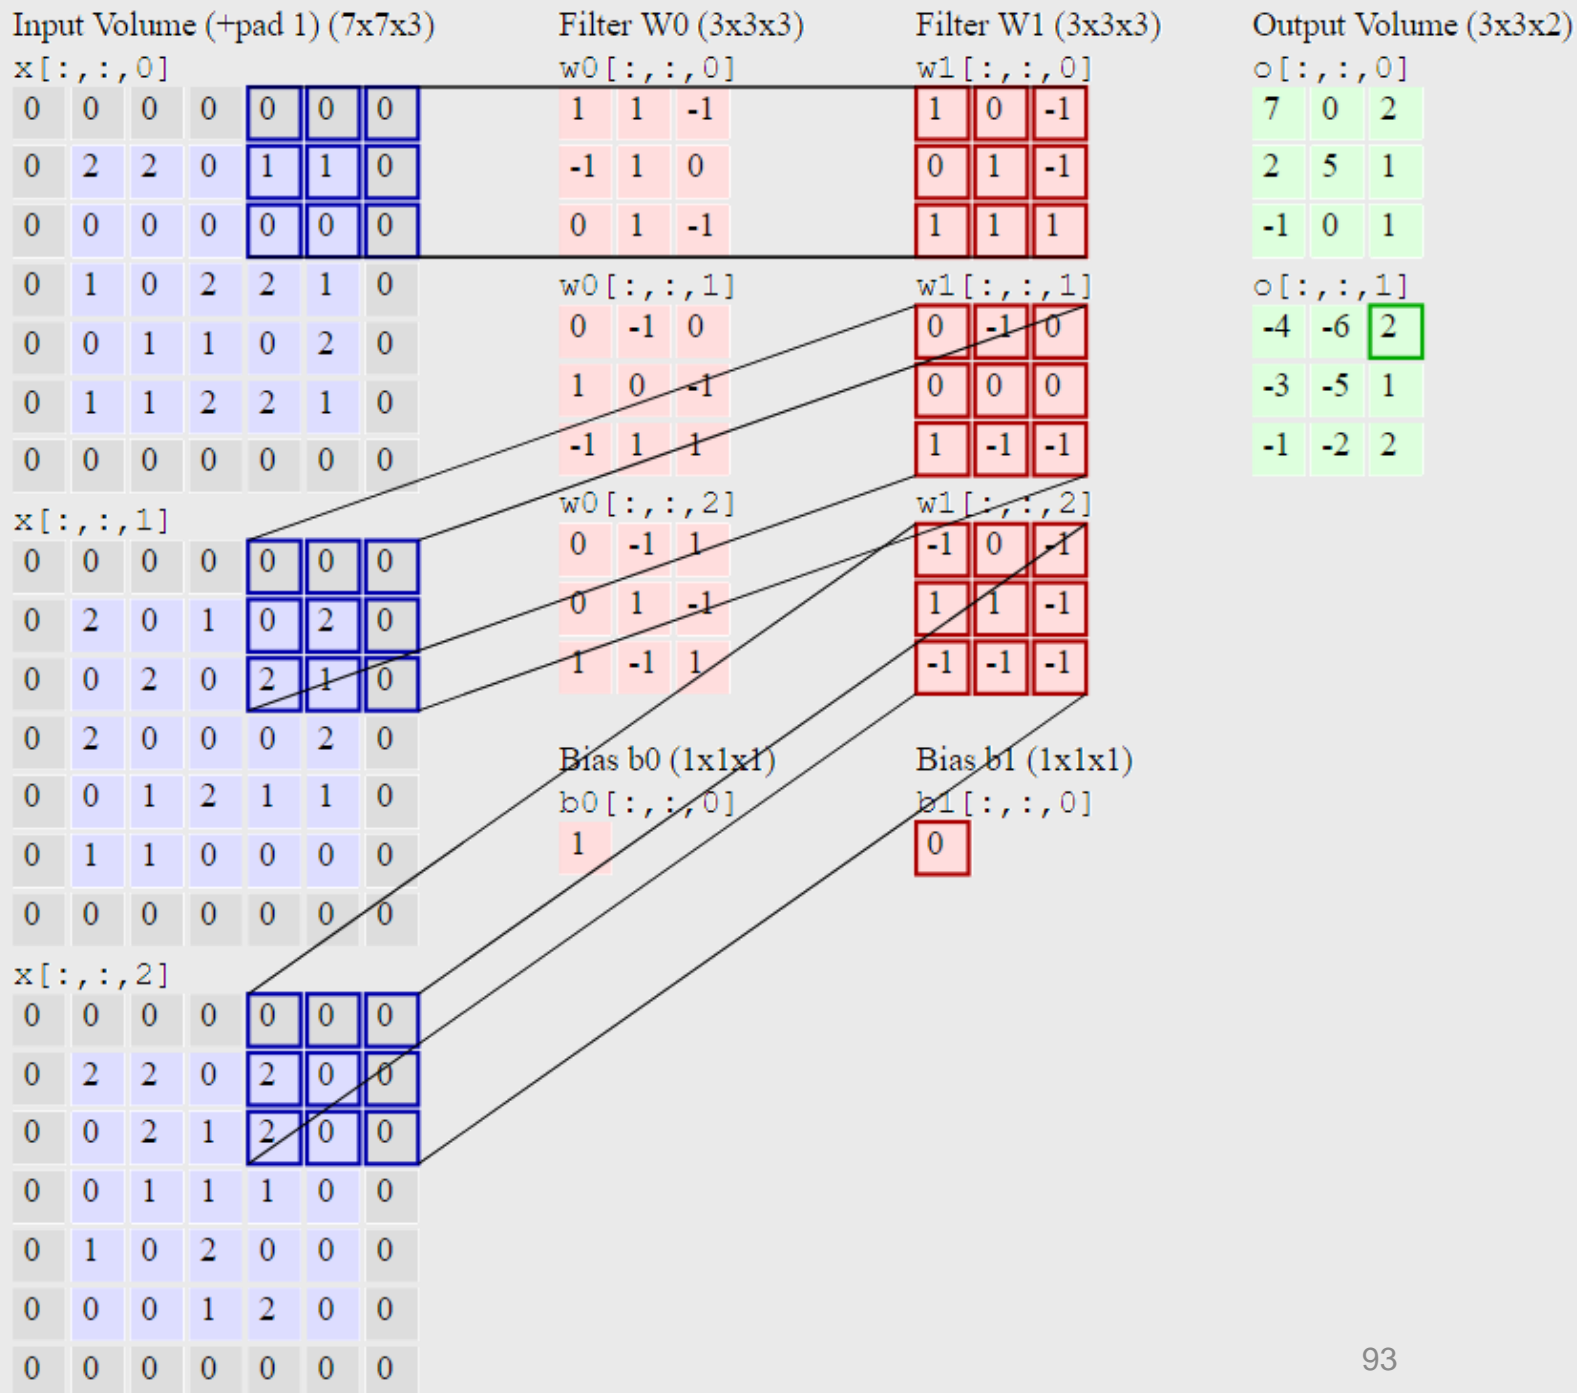 Input Volume (+pad 1) (7x7x3)
x[:,:,0]
0 0 0 0 0 0 0
0 2 2 0 1 1 0
0 0 0 0 0 0 0
0 1 0 2 2 1 0
0 0 1 1 0 2 0
0 1 1 2 2 1 0
0 0 0 0 0 0 0
x[:,:,1]
0 0 0 0 0 0 0
0 2 0 1 0 2 0
0 0 2 0 2 1 0
0 2 0 0 0 2 0
0 0 1 2 1 1 0
0 1 1 0 0 0 0
0 0 0 0 0 0 0
x[:,:,2]
0 0 0 0 0 0 0
0 2 2 0 2 0 0
0 0 2 1 2 0 0
0 0 1 1 1 0 0
0 1 0 2 0 0 0
0 0 0 1 2 0 0
0 0 0 0 0 0 0
Filter W0 (3x3x3)
w0[:,:,0]
1 1 -1
-1 1 0
0 1 -1
w0[:,:,1]
0 -1 0
1 0 -1
-1 1 1
w0[:,:,2]
0 -1 1
0 1 -1
1 -1 1
Bias b0 (1x1x1)
b0[:,:,0]
1
Filter W1 (3x3x3)
w1[:,:,0]
1 0 -1
0 1 -1
1 1 1
w1[:,:,1]
0 -1 0
0 0 0
1 -1 -1
w1[:,:,2]
-1 0 -1
1 1 -1
-1 -1 -1
Bias b1 (1x1x1)
b1[:,:,0]
0
Output Volume (3x3x2)
o[:,:,0]
7 0 2
2 5 1
-1 0 1
o[:,:,1]
-4 -6 2
-3 -5 1
-1 -2 2
93